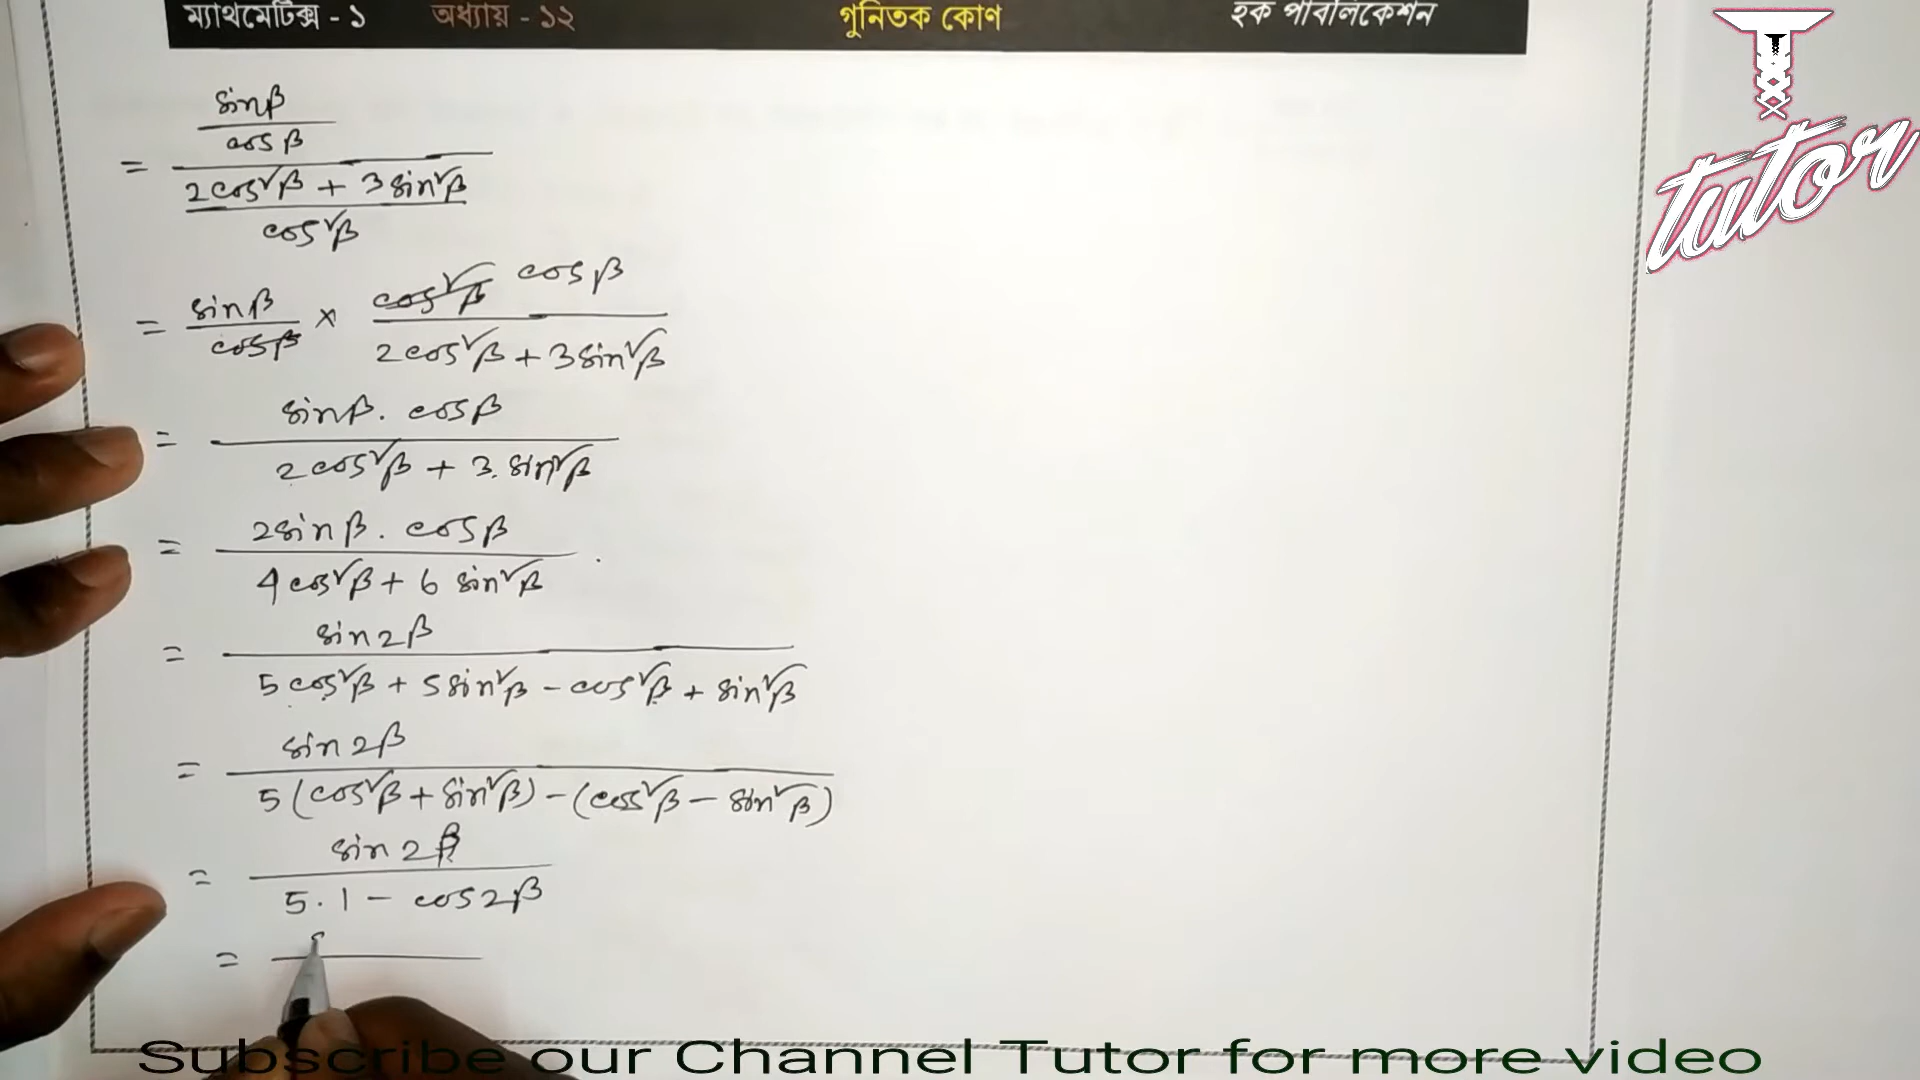 ম্যাথমেটিক্স - ১ অধ্যায় - ১২ গুনিতক কোণ হক পাবলিকেশন
T
tutor
sinβ
cosβ
=
2cos²β + 3sin²β
cos²β
= sinβ/cosβ × cos²β cosβ / 2cos²β + 3sin²β
= sinβ. cosβ / 2cos²β + 3. sin²β
= 2sinβ. cosβ / 4cos²β + 6 sin²β
= sin2β / 5cos²β + 5sin²β - cos²β + sin²β
= sin2β / 5(cos²β + sin²β) - (cos²β - sin²β)
= sin2β / 5.1 - cos2β
=
Subscribe our Channel Tutor for more video